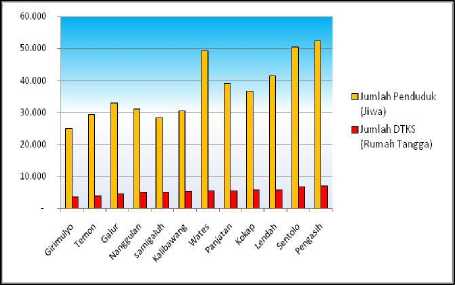 60.000
50.000
40.000
30.000
20.000
10.000
-
Girimulyo
Temon
Galur
Nanggulan
samigaluh
Kalibawang
Wates
Panjatan
Kokap
Lendah
Sentolo
Pengasih
Jumlah Penduduk
(Jiwa)
Jumlah DTKS
(Rumah Tangga)